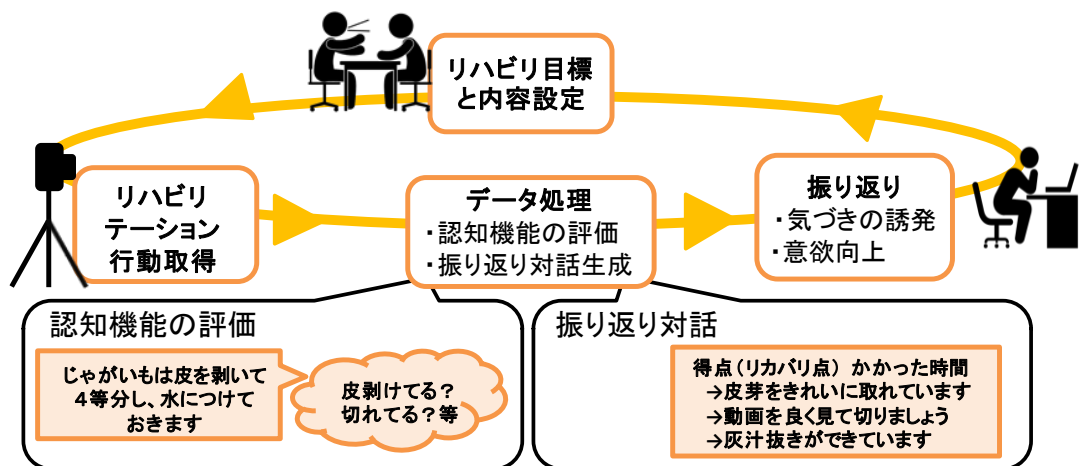 リハビリ目標
と内容設定
リハビリ
テーション
行動取得
データ処理
・認知機能の評価
・振り返り対話生成
振り返り
・気づきの誘発
・意欲向上
認知機能の評価
じゃがいもは皮を剥いて
４等分し、水につけて
おきます
皮剥けてる？
切れてる？等
振り返り対話
得点（リカバリ点） かかった時間
→皮芽をきれいに取れています
→動画を良く見て切りましょう
→灰汁抜きができています